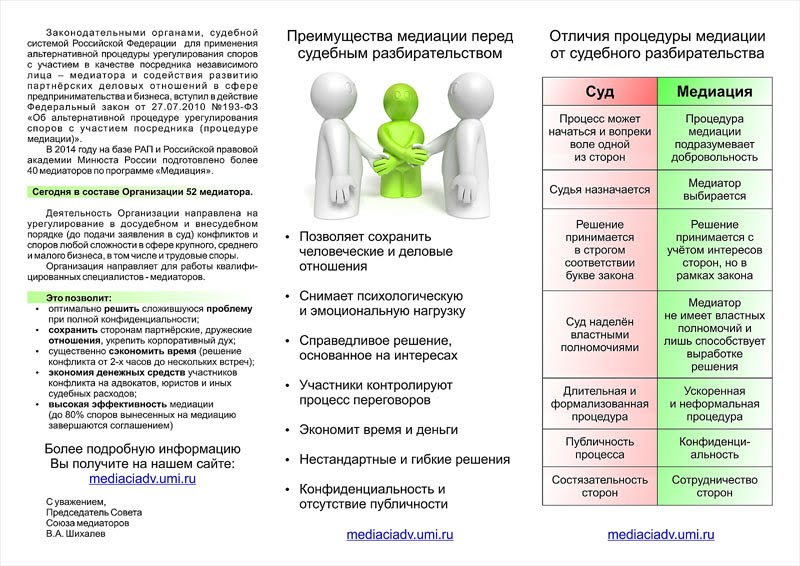 Законодательными органами, судебной
системой Российской Федерации для применения
альтернативной процедуры урегулирования споров
с участием в качестве посредника независимого
лица – медиатора и содействия развитию
партнёрских деловых отношений в сфере
предпринимательства и бизнеса, вступил в действие
Федеральный закон от 27.07.2010 №193-ФЗ
«Об альтернативной процедуре урегулирования
споров с участием посредника (процедуре
медиации)».
В 2014 году на базе РАП и Российской правовой
академии Минюста России подготовлено более
40 медиаторов по программе «Медиация».
Сегодня в составе Организации 52 медиатора.
Деятельность Организации направлена на
урегулирование в досудебном и внесудебном
порядке (до подачи заявления в суд) конфликтов и
споров любой сложности в сфере крупного, среднего
и малого бизнеса, в том числе и трудовые споры.
Организация направляет для работы квалифи-
цированных специалистов - медиаторов.
Это позволит:
• оптимально решить сложившуюся проблему
при полной конфиденциальности;
• сохранить сторонам партнёрские, дружеские
отношения, укрепить корпоративный дух;
• существенно сэкономить время (решение
конфликта от 2-х часов до нескольких встреч);
• экономия денежных средств участников
конфликта на адвокатов, юристов и иных
судебных расходов;
• высокая эффективность медиации
(до 80% споров вынесенных на медиацию
завершаются соглашением)
Более подробную информацию
Вы получите на нашем сайте:
mediaciadv.umi.ru
С уважением,
Председатель Совета
Союза медиаторов
В.А. Шихалев
Преимущества медиации перед
судебным разбирательством
• Позволяет сохранить
человеческие и деловые
отношения
• Снимает психологическую
и эмоциональную нагрузку
• Справедливое решение,
основанное на интересах
• Участники контролируют
процесс переговоров
• Экономит время и деньги
• Нестандартные и гибкие решения
• Конфиденциальность и
отсутствие публичности
mediaciadv.umi.ru
Отличия процедуры медиации
от судебного разбирательства
Суд
Медиация
Процесс может
начаться и вопреки
воле одной
из сторон
Процедура
медиации
подразумевает
добровольность
Судья назначается
Медиатор
выбирается
Решение
принимается
в строгом
соответствии
букве закона
Решение
принимается с
учётом интересов
сторон, но в
рамках закона
Суд наделён
властными
полномочиями
Медиатор
не имеет властных
полномочий и
лишь способствует
выработке
решения
Длительная и
формализованная
процедура
Ускоренная
и неформальная
процедура
Публичность
процесса
Конфиденци-
альность
Состязательность
сторон
Сотрудничество
сторон
mediaciadv.umi.ru